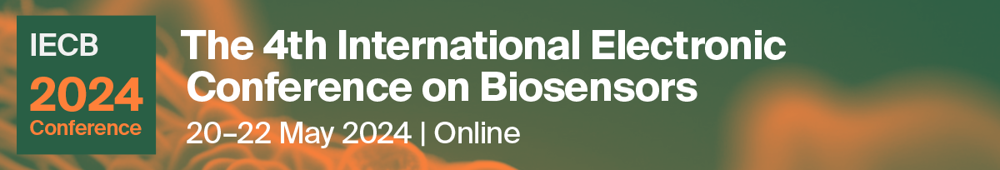 IECB
2024
Conference
The 4th International Electronic
Conference on Biosensors
20–22 May 2024 | Online